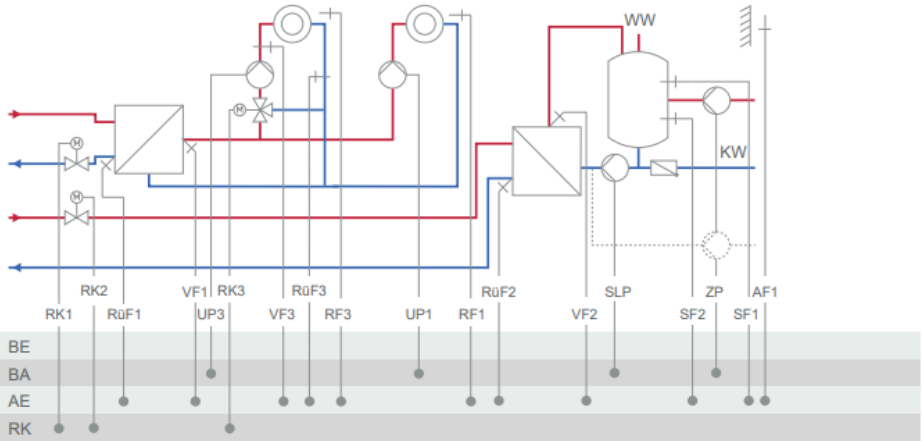 WW
M
M
KW
M
RK2
VF1
RK3
RüF3
RüF2
SLP
ZP
AF1
RK1
RüF1
UP3
VF3
RF3
UP1
RF1
VF2
SF2
SF1
BE
BA
AE
RK